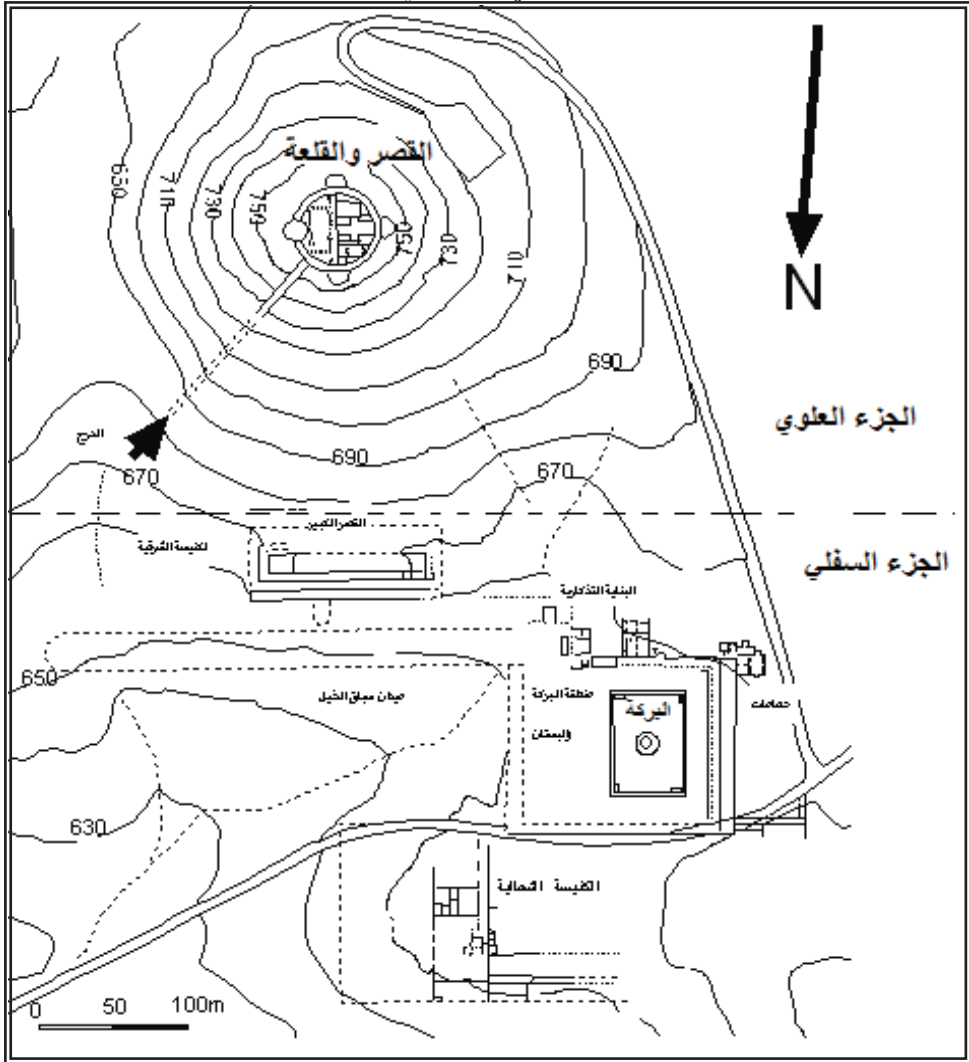 القصر والقلعة
650
710
730
750
750
730
710
N
690
الجزء العلوي
الدرج
690
670
670
القصر الكبير
الكنيسة الشرقية
الجزء السفلي
البناية التذكارية
650
ميدان سباق الخيل
منطقة البركة
والبستان
البركة
حمامات
630
الكنيسة الشمالية
0 50 100m